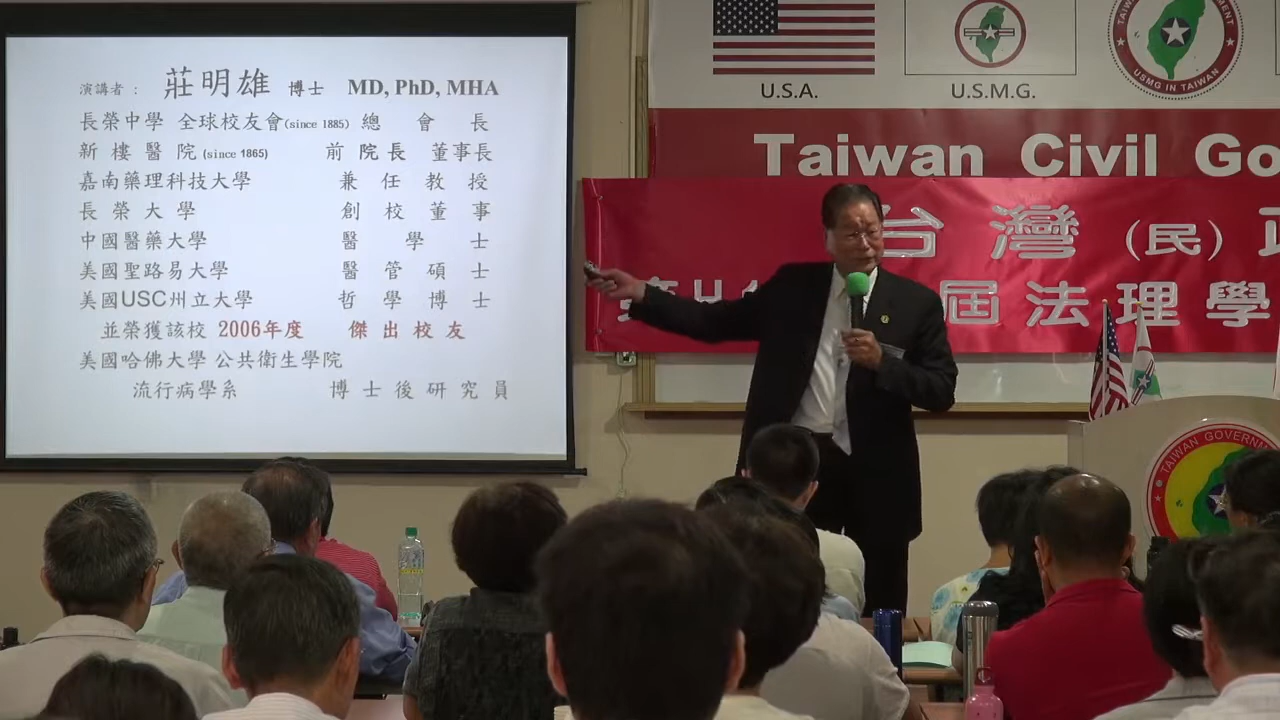 演講者 : 莊明雄 博士 MD, PhD, MHA
長榮中學 全球校友會(since 1885) 總 會 長
新 樓 醫 院 (since 1865) 前 院 長 董事長
嘉南藥理科技大學 兼 任 教 授
長 榮 大 學 創 校 董 事
中國醫藥大學 醫 學 士
美國聖路易大學 醫 管 碩 士
美國USC州立大學 哲 學 博 士
並榮獲該校 2006年度 傑 出 校 友
美國哈佛大學 公共衛生學院
流行病學系 博 士 後 研 究 員
U.S.A.
U.S.M.G.
USMG IN TAIWAN
Taiwan Civil Go
台 灣 (民)
屆 法 理 學
TAIWAN GOVERNMENT